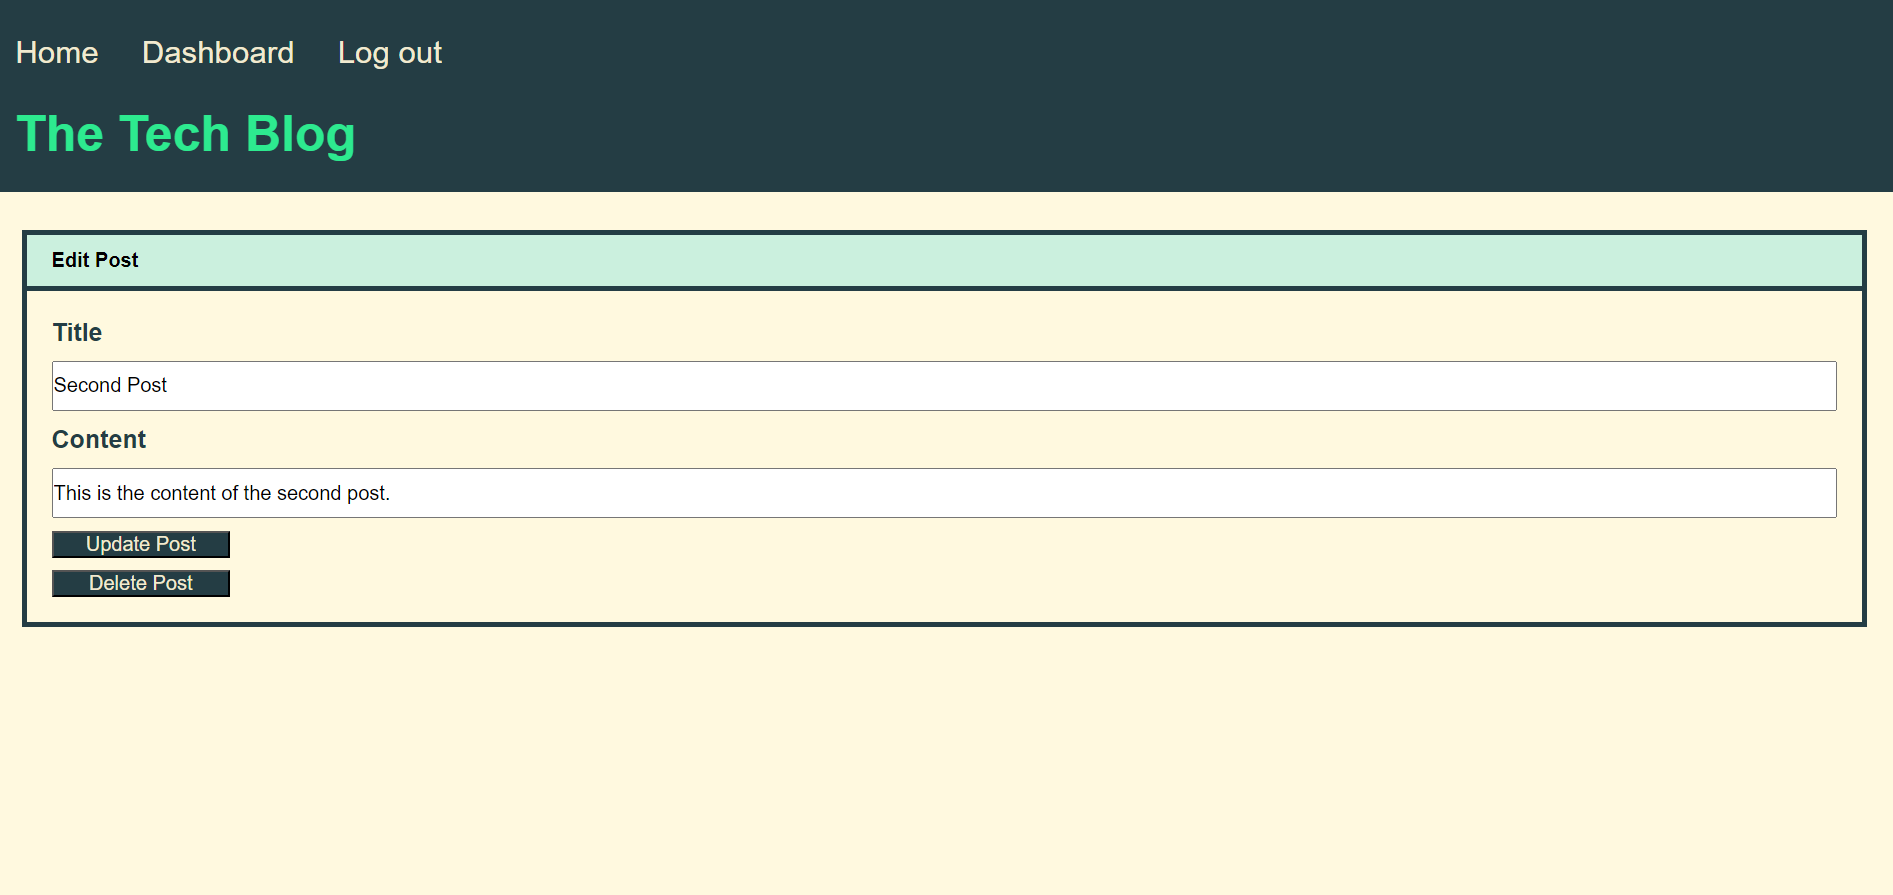 Home Dashboard Log out
The Tech Blog
Edit Post
Title
Second Post
Content
This is the content of the second post.
Update Post
Delete Post